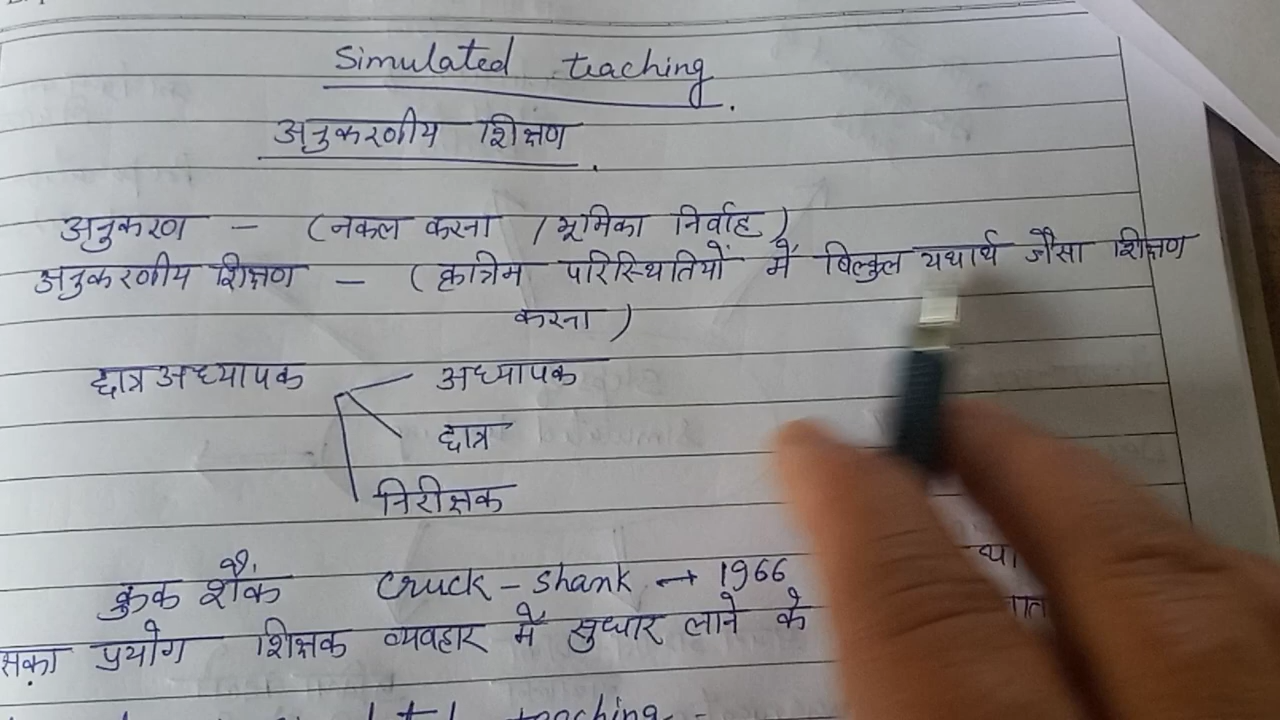 Simulated teaching.
अनुकरणीय शिक्षण.
अनुकरण – (नकल करना / भूमिका निर्वाह)
अनुकरणीय शिक्षण – (कृत्रिम परिस्थितियों में बिल्कुल यथार्थ जैसा शिक्षण
करना)
छात्र अध्यापक
अध्यापक
छात्र
निरीक्षक
क्रुक शैंक Cruck-shank → 1966
प्रयोग शिक्षक व्यवहार में सुधार लाने के
teaching